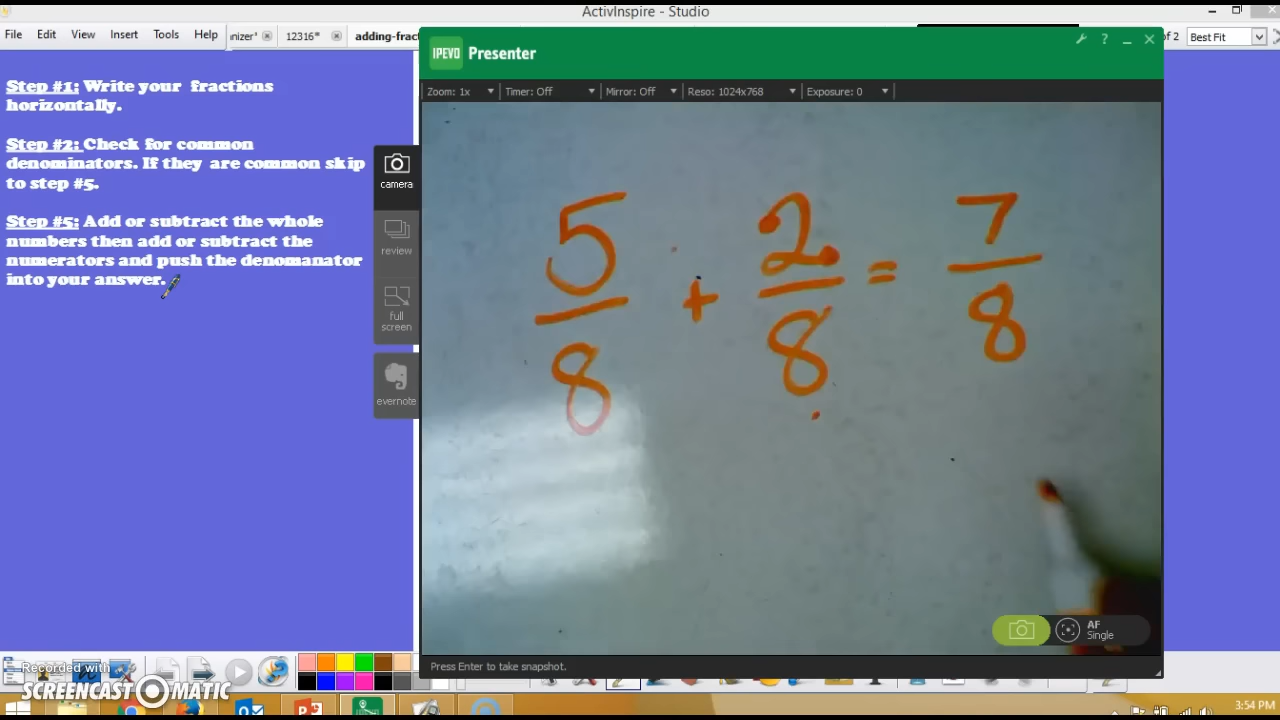 ActivInspire - Studio
File Edit View Insert Tools Help
12316*
of 2 Best Fit
IPEVO Presenter
Zoom: 1x Timer: Off Mirror: Off Reso: 1024x768 Exposure: 0
Step #1: Write your fractions
horizontally.
Step #2: Check for common
denominators. If they are common skip
to step #5.
Step #5: Add or subtract the whole
numbers then add or subtract the
numerators and push the denomanator
into your answer.
camera
review
full
screen
evernote
5/8 + 2/8 = 7/8
AF
Single
Press Enter to take snapshot.
Recorded with
SCREENCAST MATIC
3:54 PM